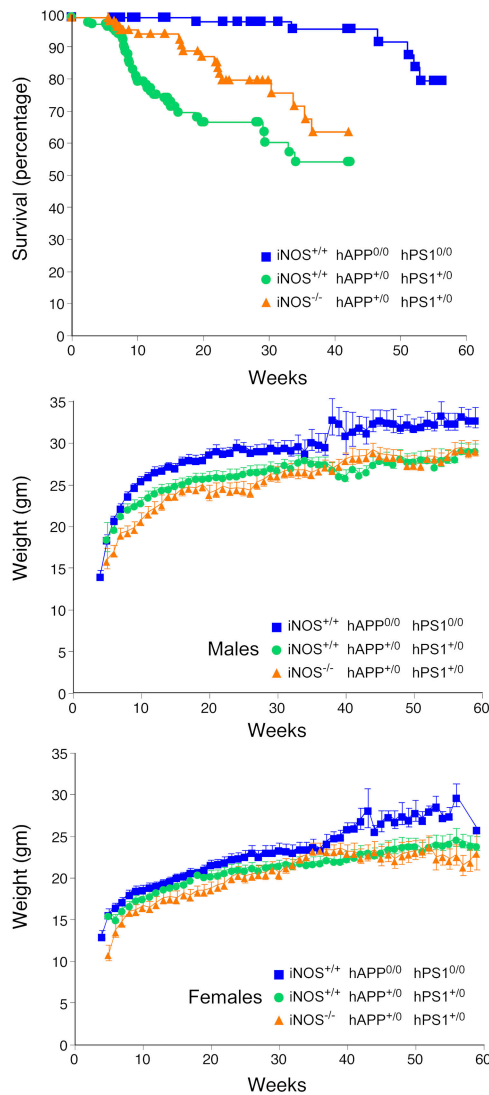 Survival (percentage)
100
90
80
70
60
50
40
30
20
10
0
iNOS+/+ hAPP0/0 hPS10/0
iNOS+/+ hAPP+/0 hPS1+/0
iNOS-/- hAPP+/0 hPS1+/0
0 10 20 30 40 50 60
Weeks
Weight (gm)
35
30
25
20
15
10
5
0
iNOS+/+ hAPP0/0 hPS10/0
Males iNOS+/+ hAPP+/0 hPS1+/0
iNOS-/- hAPP+/0 hPS1+/0
0 10 20 30 40 50 60
Weeks
Weight (gm)
35
30
25
20
15
10
5
0
iNOS+/+ hAPP0/0 hPS10/0
Females iNOS+/+ hAPP+/0 hPS1+/0
iNOS-/- hAPP+/0 hPS1+/0
0 10 20 30 40 50 60
Weeks